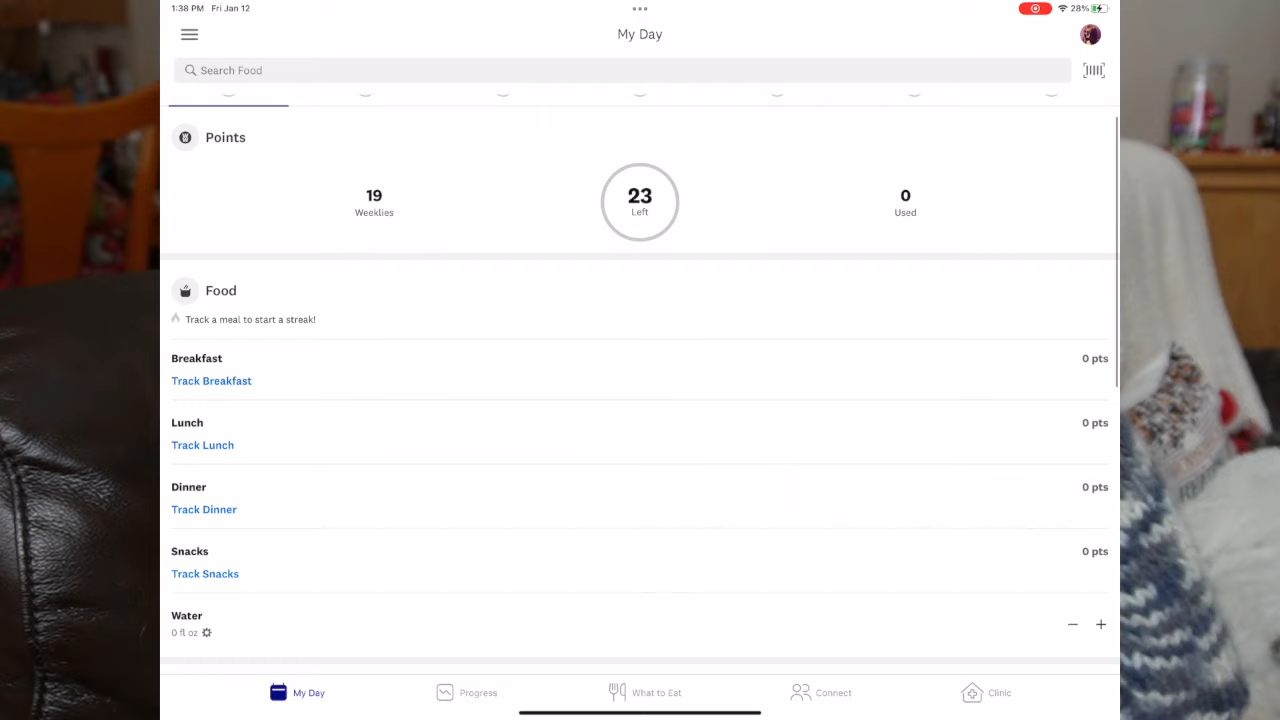 1:38 PM Fri Jan 12
28%
My Day
Search Food
Points
19
Weeklies
23
Left
0
Used
Food
Track a meal to start a streak!
Breakfast
0 pts
Track Breakfast
Lunch
0 pts
Track Lunch
Dinner
0 pts
Track Dinner
Snacks
0 pts
Track Snacks
Water
0 fl oz
My Day
Progress
What to Eat
Connect
Clinic